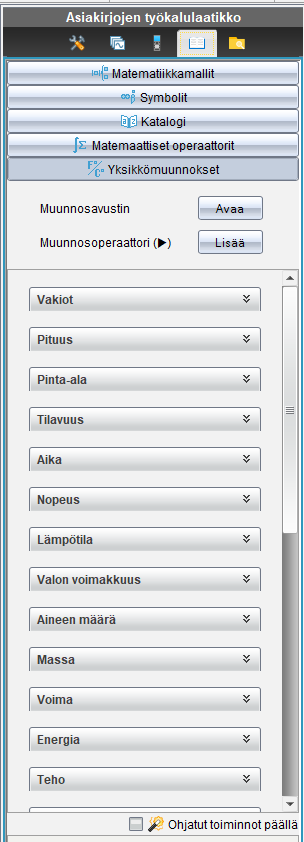 Asiakirjojen työkalulaatikko
Matematiikkamallit
Symbolit
Katalogi
Matemaattiset operaattorit
Yksikkömuunnokset
Muunnosavustin Avaa
Muunnosoperaattori (▶) Lisää
Vakiot
Pituus
Pinta-ala
Tilavuus
Aika
Nopeus
Lämpötila
Valon voimakkuus
Aineen määrä
Massa
Voima
Energia
Teho
Ohjatut toiminnot päällä